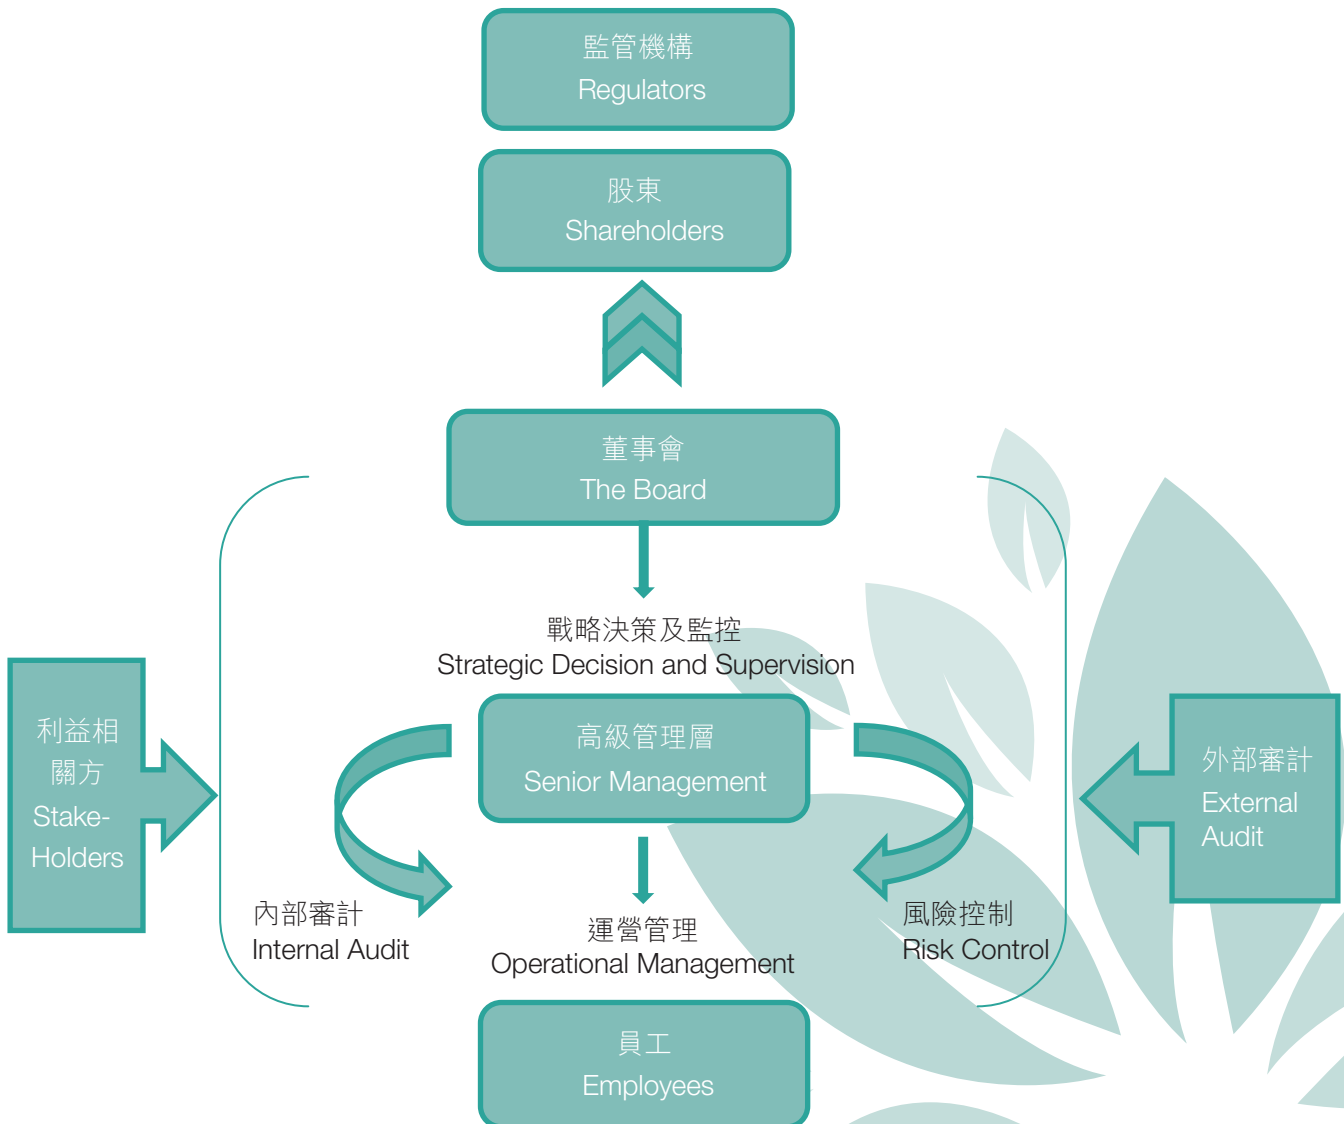 監管機構
Regulators
股東
Shareholders
董事會
The Board
戰略決策及監控
Strategic Decision and Supervision
利益相
關方
Stake-
Holders
高級管理層
Senior Management
外部審計
External
Audit
內部審計
Internal Audit
運營管理
Operational Management
風險控制
Risk Control
員工
Employees